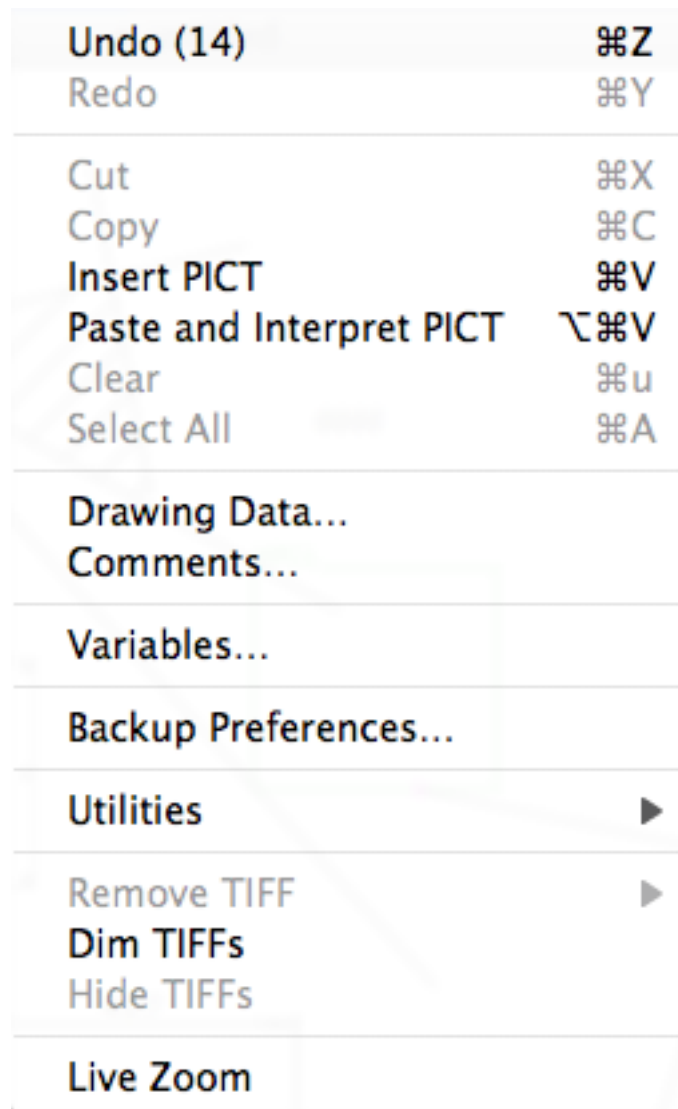 Undo (14) ⌘Z
Redo ⌘Y
Cut ⌘X
Copy ⌘C
Insert PICT ⌘V
Paste and Interpret PICT ⌥⌘V
Clear ⌘u
Select All ⌘A
Drawing Data...
Comments...
Variables...
Backup Preferences...
Utilities ▶
Remove TIFF ▶
Dim TIFFs
Hide TIFFs
Live Zoom